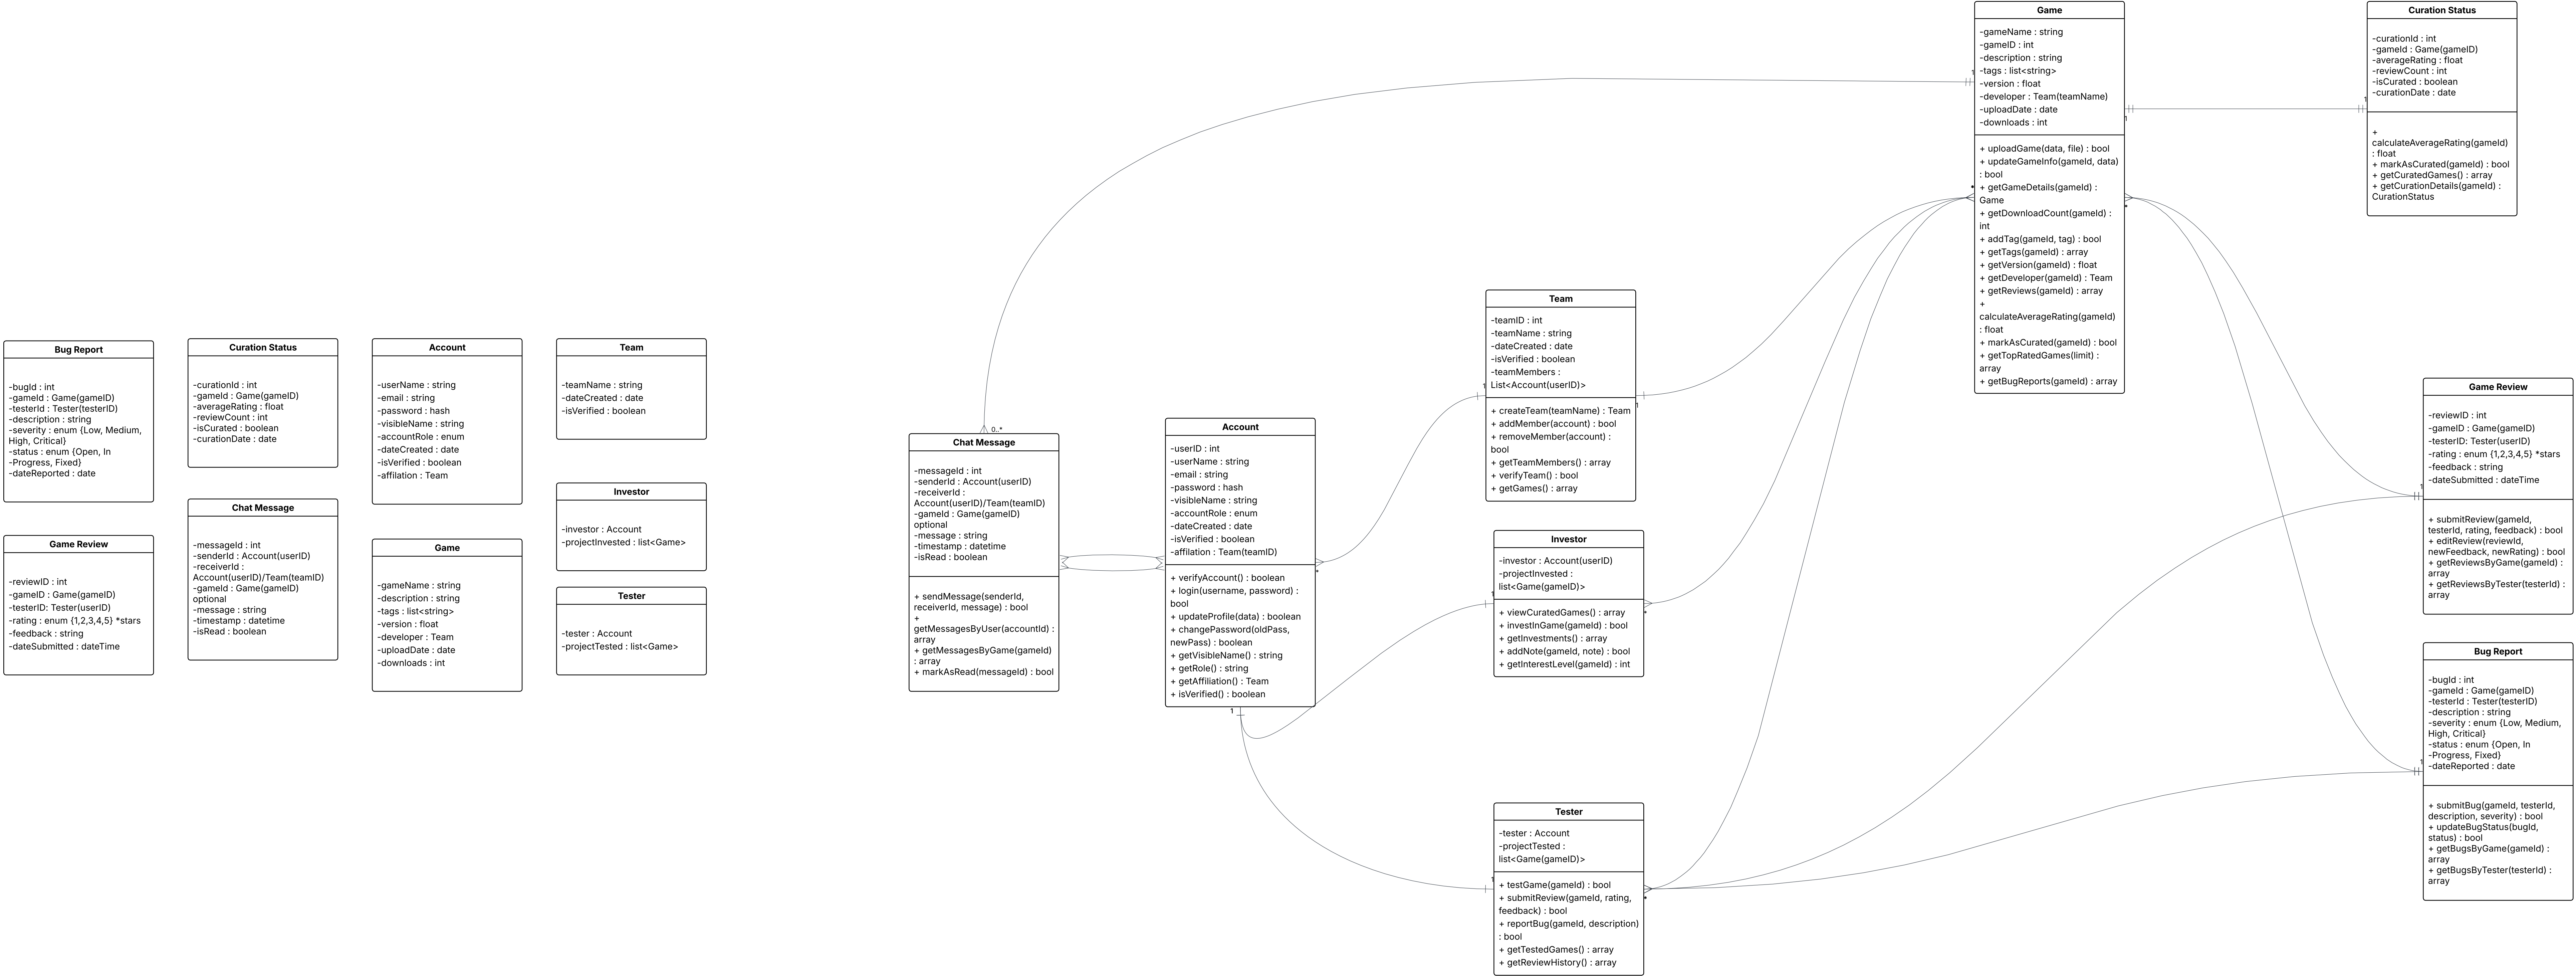 Bug Report
-bugId : int
-gameId : Game(gameID)
-testerId : Tester(testerID)
-description : string
-severity : enum {Low, Medium,
High, Critical}
-status : enum {Open, In
-Progress, Fixed}
-dateReported : date
Game Review
-reviewID : int
-gameID : Game(gameID)
-testerID: Tester(userID)
-rating : enum {1,2,3,4,5} *stars
-feedback : string
-dateSubmitted : dateTime
Curation Status
-curationId : int
-gameId : Game(gameID)
-averageRating : float
-reviewCount : int
-isCurated : boolean
-curationDate : date
Chat Message
-messageId : int
-senderId : Account(userID)
-receiverId :
Account(userID)/Team(teamID)
-gameId : Game(gameID)
optional
-message : string
-timestamp : datetime
-isRead : boolean
Account
-userName : string
-email : string
-password : hash
-visibleName : string
-accountRole : enum
-dateCreated : date
-isVerified : boolean
-affilation : Team
Game
-gameName : string
-description : string
-tags : list<string>
-version : float
-developer : Team
-uploadDate : date
-downloads : int
Team
-teamName : string
-dateCreated : date
-isVerified : boolean
Investor
-investor : Account
-projectInvested : list<Game>
Tester
-tester : Account
-projectTested : list<Game>
0..*
Chat Message
-messageId : int
-senderId : Account(userID)
-receiverId :
Account(userID)/Team(teamID)
-gameId : Game(gameID)
optional
-message : string
-timestamp : datetime
-isRead : boolean
+ sendMessage(senderId,
receiverId, message) : bool
+
getMessagesByUser(accountId) :
array
+ getMessagesByGame(gameId)
: array
+ markAsRead(messageId) : bool
Account
-userID : int
-userName : string
-email : string
-password : hash
-visibleName : string
-accountRole : enum
-dateCreated : date
-isVerified : boolean
-affilation : Team(teamID)
*
+ verifyAccount() : boolean
+ login(username, password) :
bool
+ updateProfile(data) : boolean
+ changePassword(oldPass,
newPass) : boolean
+ getVisibleName() : string
+ getRole() : string
+ getAffiliation() : Team
+ isVerified() : boolean
1
Team
-teamID : int
-teamName : string
-dateCreated : date
-isVerified : boolean
-teamMembers :
List<Account(userID)>
1
1
+ createTeam(teamName) : Team
+ addMember(account) : bool
+ removeMember(account) :
bool
+ getTeamMembers() : array
+ verifyTeam() : bool
+ getGames() : array
Investor
-investor : Account(userID)
-projectInvested :
list<Game(gameID)>
1
*
+ viewCuratedGames() : array
+ investInGame(gameId) : bool
+ getInvestments() : array
+ addNote(gameId, note) : bool
+ getInterestLevel(gameId) : int
Tester
-tester : Account
-projectTested :
list<Game(gameID)>
1
*
+ testGame(gameId) : bool
+ submitReview(gameId, rating,
feedback) : bool
+ reportBug(gameId, description)
: bool
+ getTestedGames() : array
+ getReviewHistory() : array
Game
-gameName : string
-gameID : int
-description : string
-tags : list<string>
-version : float
-developer : Team(teamName)
-uploadDate : date
-downloads : int
1
1
*
*
+ uploadGame(data, file) : bool
+ updateGameInfo(gameId, data)
: bool
+ getGameDetails(gameId) :
Game
+ getDownloadCount(gameId) :
int
+ addTag(gameId, tag) : bool
+ getTags(gameId) : array
+ getVersion(gameId) : float
+ getDeveloper(gameId) : Team
+ getReviews(gameId) : array
+
calculateAverageRating(gameId)
: float
+ markAsCurated(gameId) : bool
+ getTopRatedGames(limit) :
array
+ getBugReports(gameId) : array
Curation Status
-curationId : int
-gameId : Game(gameID)
-averageRating : float
-reviewCount : int
-isCurated : boolean
-curationDate : date
1
+
calculateAverageRating(gameId)
: float
+ markAsCurated(gameId) : bool
+ getCuratedGames() : array
+ getCurationDetails(gameId) :
CurationStatus
Game Review
-reviewID : int
-gameID : Game(gameID)
-testerID: Tester(userID)
-rating : enum {1,2,3,4,5} *stars
-feedback : string
-dateSubmitted : dateTime
1
+ submitReview(gameId,
testerId, rating, feedback) : bool
+ editReview(reviewId,
newFeedback, newRating) : bool
+ getReviewsByGame(gameId) :
array
+ getReviewsByTester(testerId) :
array
Bug Report
-bugId : int
-gameId : Game(gameID)
-testerId : Tester(testerID)
-description : string
-severity : enum {Low, Medium,
High, Critical}
-status : enum {Open, In
-Progress, Fixed}
-dateReported : date
1
+ submitBug(gameId, testerId,
description, severity) : bool
+ updateBugStatus(bugId,
status) : bool
+ getBugsByGame(gameId) :
array
+ getBugsByTester(testerId) :
array